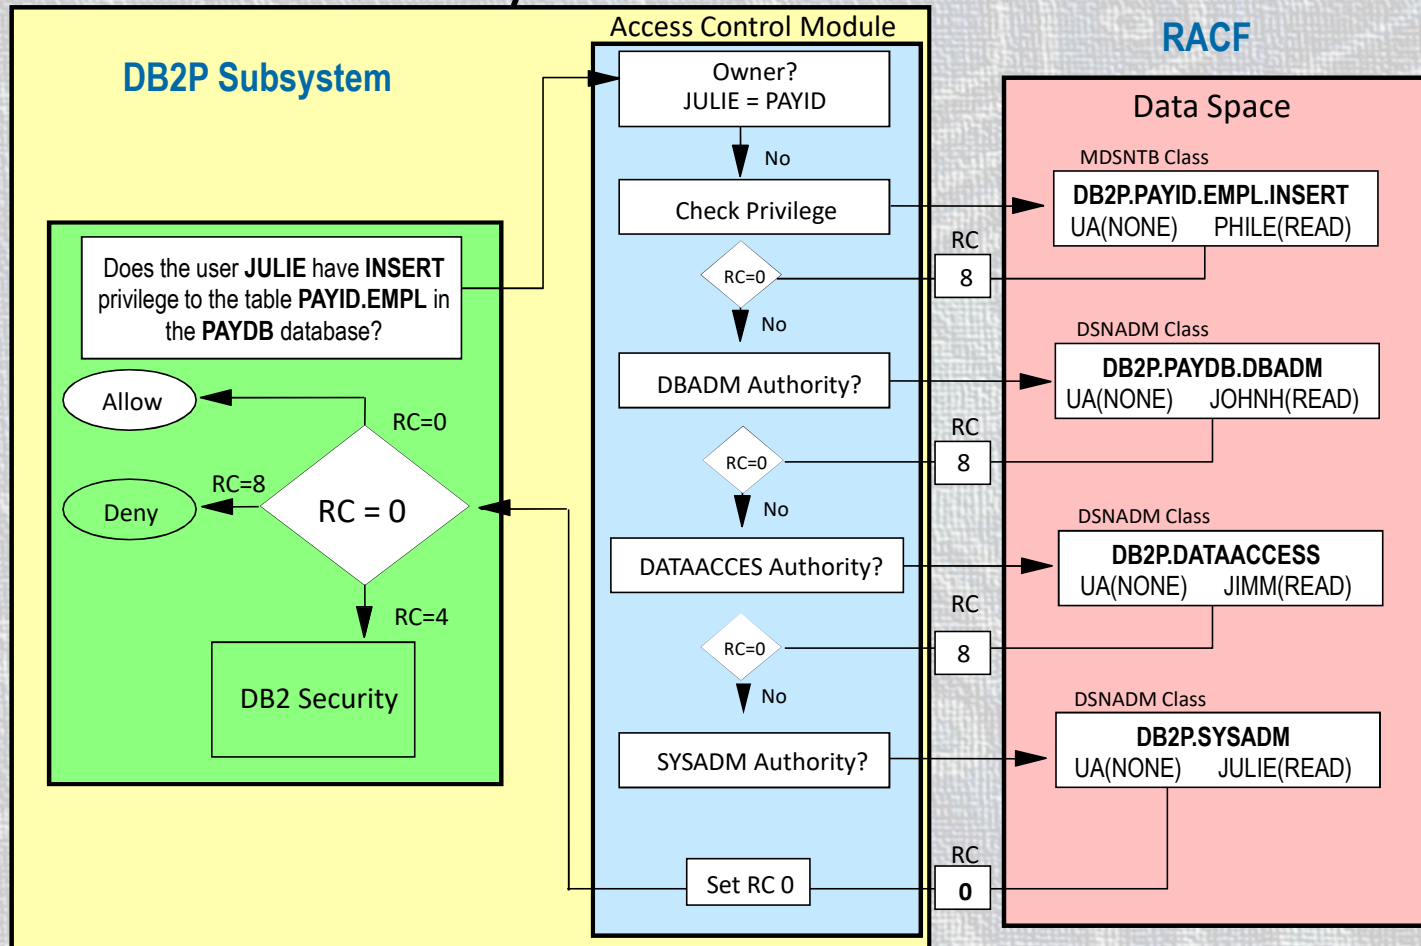 Access Control Module
RACF
DB2P Subsystem
Owner?
JULIE = PAYID
No
Check Privilege
RC=0
No
DBADM Authority?
RC=0
No
DATAACCES Authority?
RC=0
No
SYSADM Authority?
Set RC 0
Does the user JULIE have INSERT
privilege to the table PAYID.EMPL in
the PAYDB database?
Allow
RC=0
RC=8
Deny
RC = 0
RC=4
DB2 Security
RC
8
RC
8
RC
8
RC
0
Data Space
MDSNTB Class
DB2P.PAYID.EMPL.INSERT
UA(NONE) PHILE(READ)
DSNADM Class
DB2P.PAYDB.DBADM
UA(NONE) JOHNH(READ)
DSNADM Class
DB2P.DATAACCESS
UA(NONE) JIMM(READ)
DSNADM Class
DB2P.SYSADM
UA(NONE) JULIE(READ)